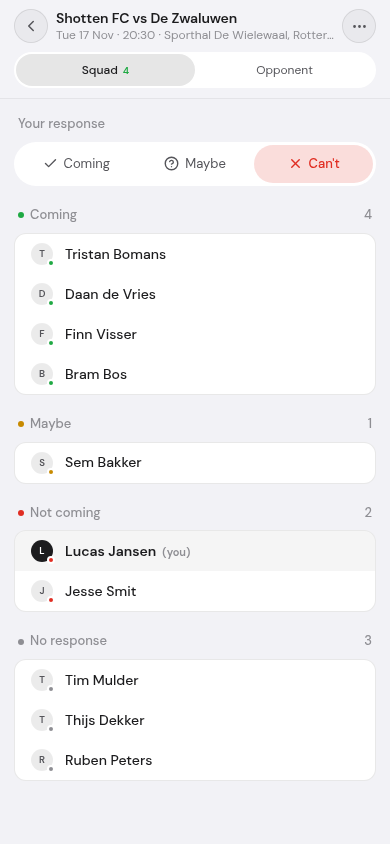 Shotten FC vs De Zwaluwen
Tue 17 Nov · 20:30 · Sporthal De Wielewaal, Rotter...
Squad 4
Opponent
Your response
Coming
Maybe
Can't
Coming 4
T Tristan Bomans
D Daan de Vries
F Finn Visser
B Bram Bos
Maybe 1
S Sem Bakker
Not coming 2
L Lucas Jansen (you)
J Jesse Smit
No response 3
T Tim Mulder
T Thijs Dekker
R Ruben Peters